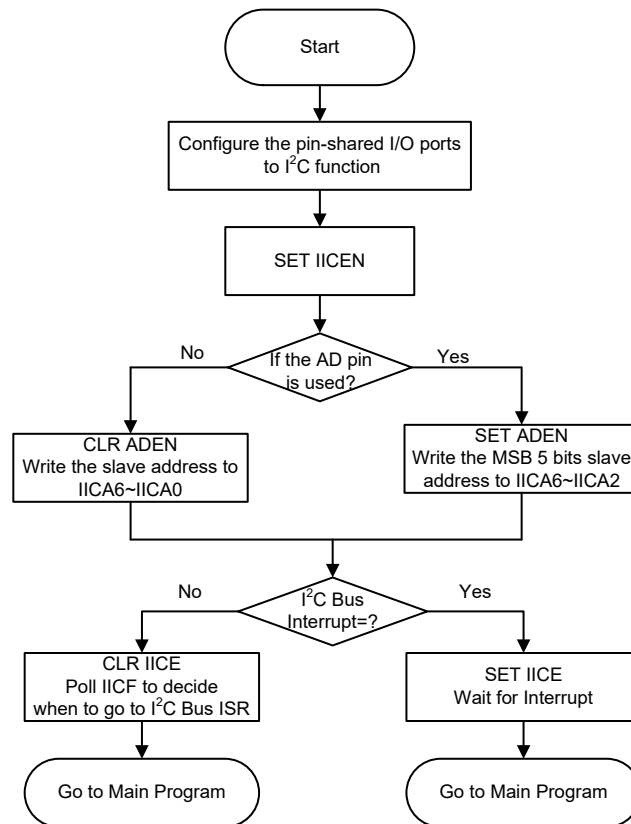 Start
Configure the pin-shared I/O ports
to I²C function
SET IICEN
If the AD pin
is used?
No
Yes
CLR ADEN
Write the slave address to
IICA6~IICA0
SET ADEN
Write the MSB 5 bits slave
address to IICA6~IICA2
I²C Bus
Interrupt=?
No
Yes
CLR IICE
Poll IICF to decide
when to go to I²C Bus ISR
SET IICE
Wait for Interrupt
Go to Main Program
Go to Main Program